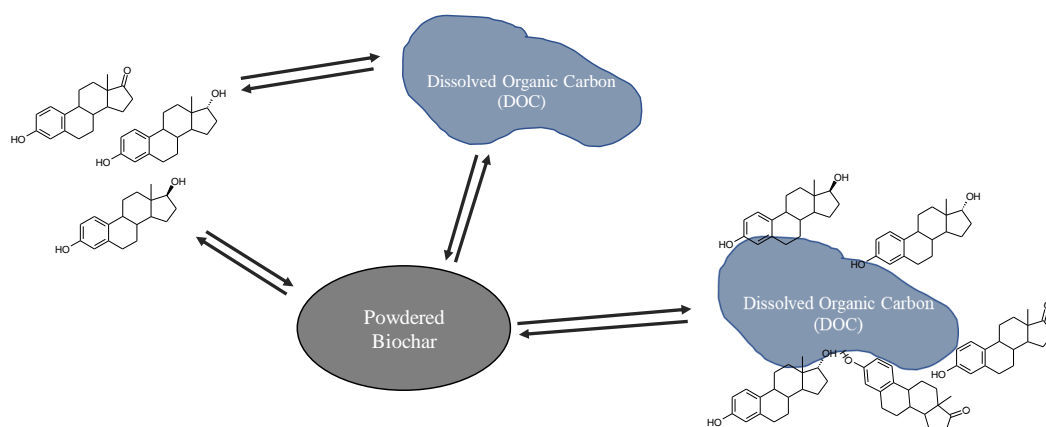 O
HO
OH
HO
OH
HO
Dissolved Organic Carbon
(DOC)
Powdered
Biochar
OH
HO
OH
HO
Dissolved Organic Carbon
(DOC)
O
HO
OH
HO
O
O